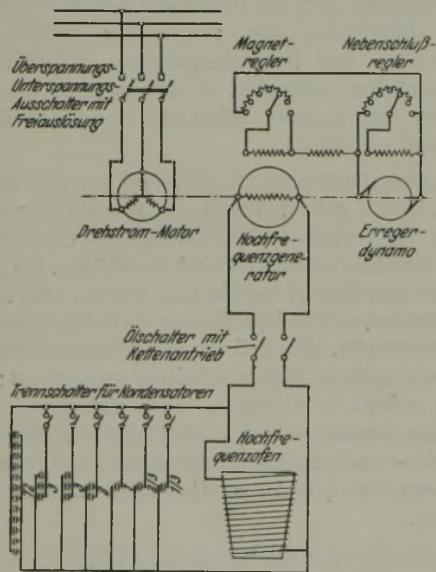 Magnet-
regler
Nebenschluß-
regler
Überspannungs-
Unterspannungs-
Ausschalter mit
Freiauslösung
Drehstrom-Motor
Hochfre-
quenzgene-
rator
Erreger-
dynamo
Ölschalter mit
Kettenantrieb
Trennschalter für Kondensatoren
Hochfre-
quenzofen